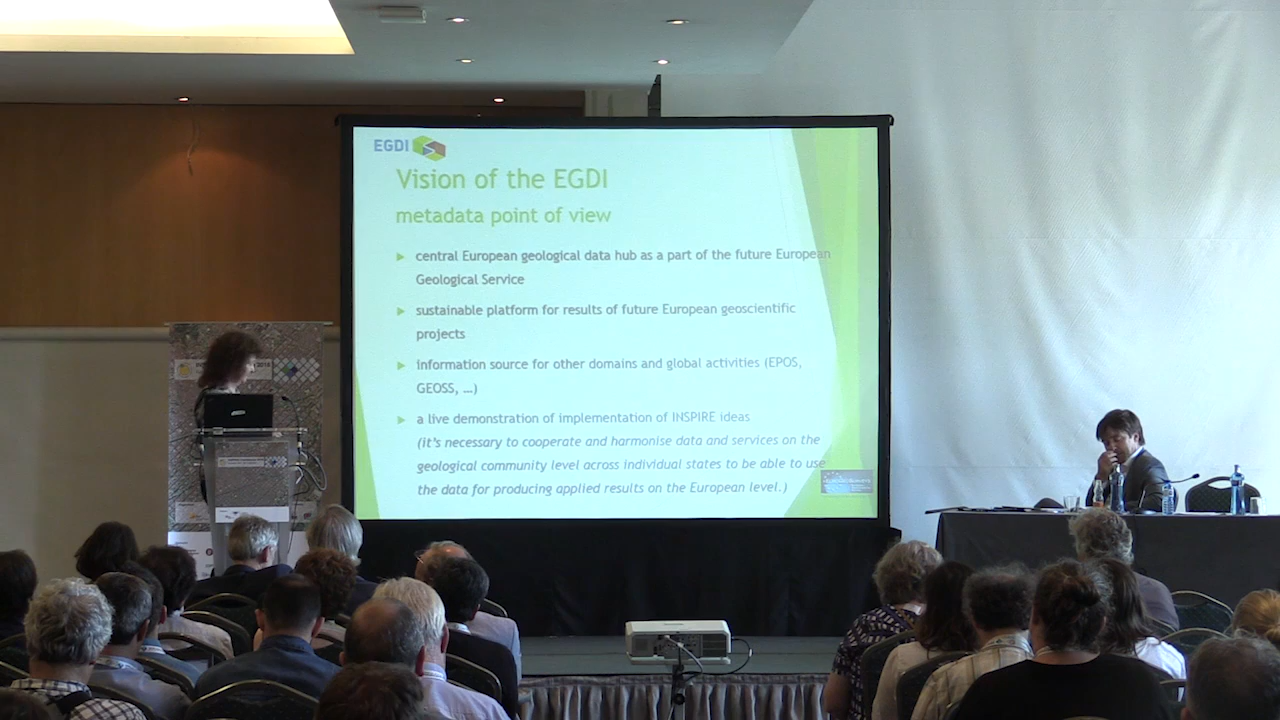 EGDI
Vision of the EGDI
metadata point of view
central European geological data hub as a part of the future European
Geological Service
sustainable platform for results of future European geoscientific
projects
information source for other domains and global activities (EPOS,
GEOSS, …)
a live demonstration of implementation of INSPIRE ideas
(it's necessary to cooperate and harmonise data and services on the
geological community level across individual states to be able to use
the data for producing applied results on the European level.)